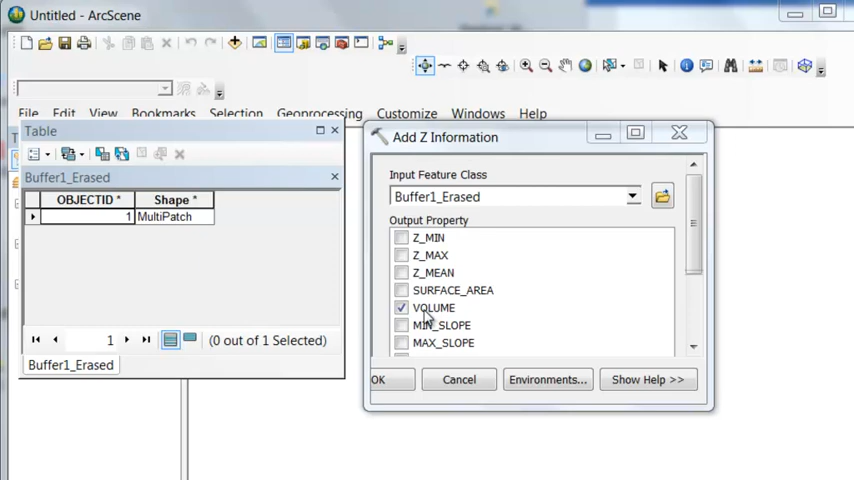 Untitled - ArcScene
File Edit View Bookmarks Selection Geoprocessing Customize Windows Help
Table
Buffer1_Erased
OBJECTID * Shape *
1 MultiPatch
1 (0 out of 1 Selected)
Buffer1_Erased
Add Z Information
Input Feature Class
Buffer1_Erased
Output Property
Z_MIN
Z_MAX
Z_MEAN
SURFACE_AREA
VOLUME
MIN_SLOPE
MAX_SLOPE
OK Cancel Environments... Show Help >>